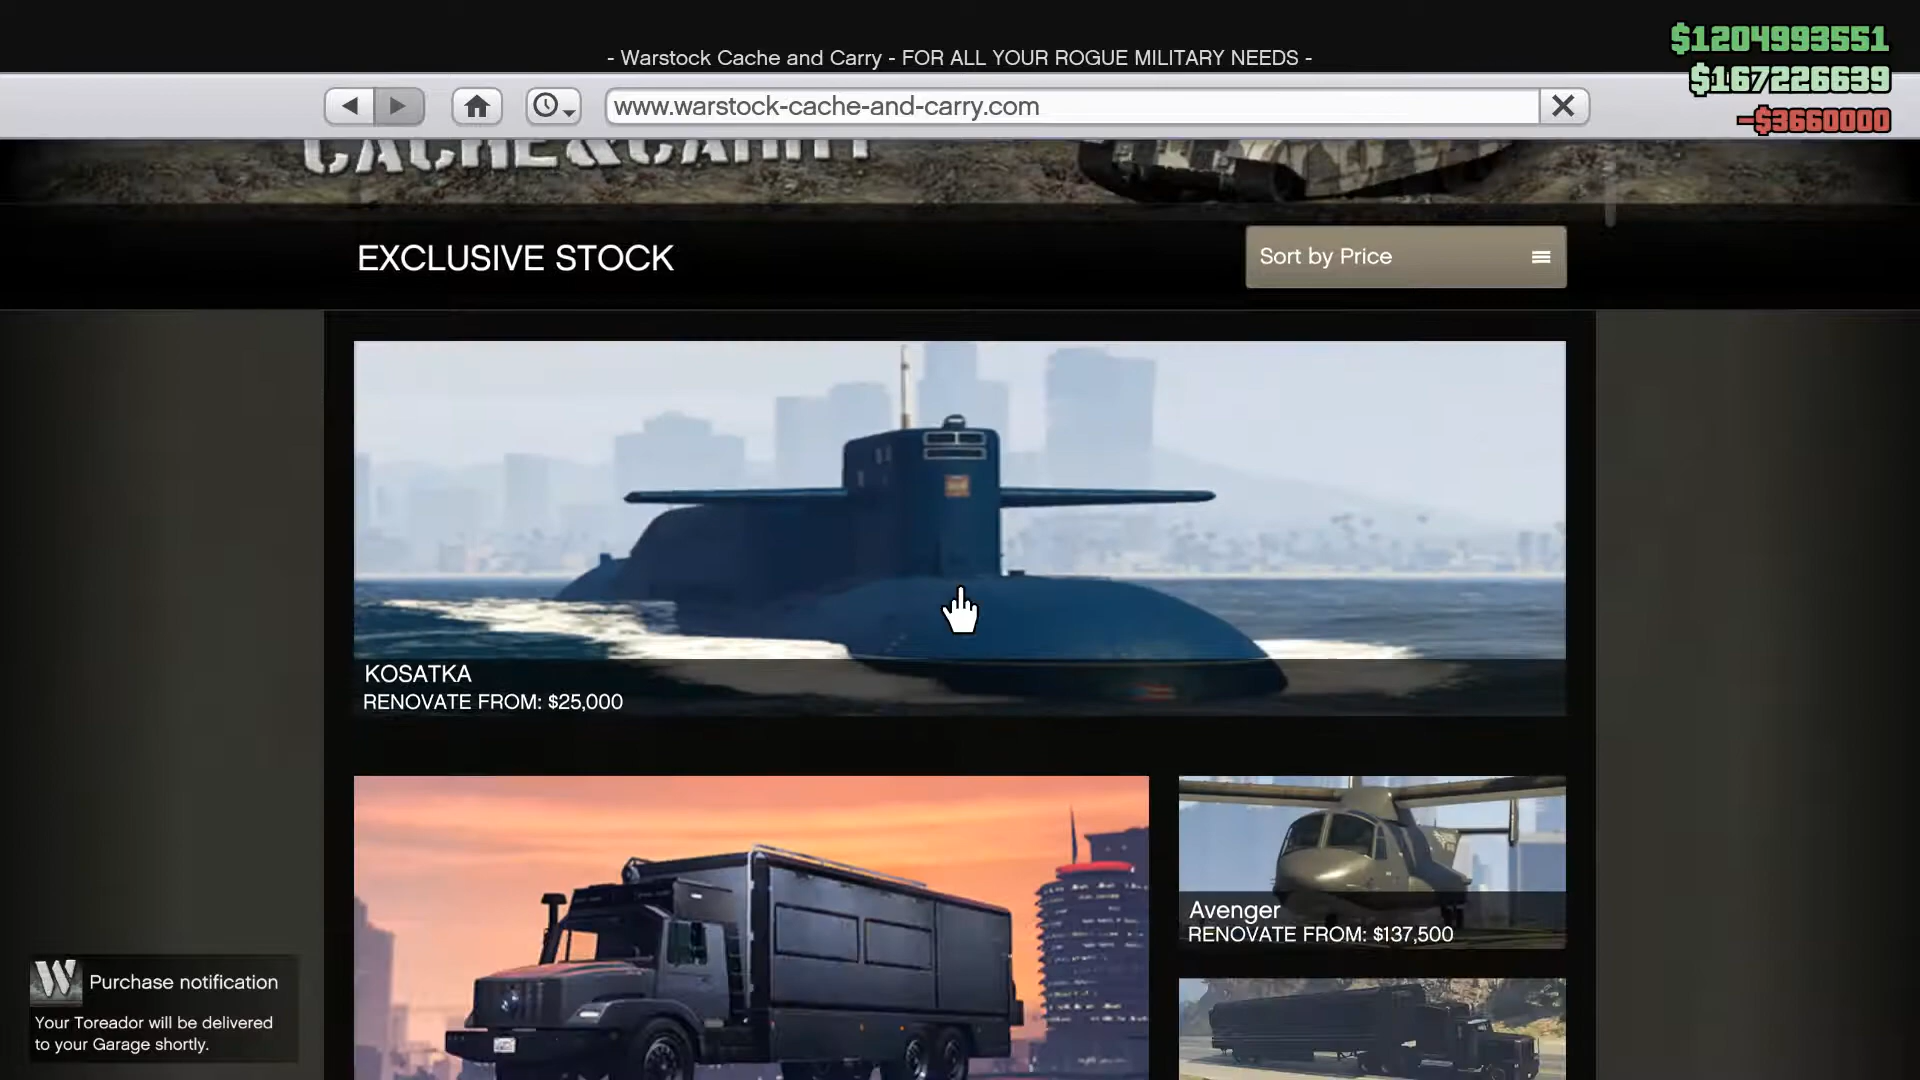 - Warstock Cache and Carry - FOR ALL YOUR ROGUE MILITARY NEEDS -
$1204993551
$167226639
-$3660000
www.warstock-cache-and-carry.com
CACHE&CARRY
EXCLUSIVE STOCK
Sort by Price
KOSATKA
RENOVATE FROM: $25,000
Avenger
RENOVATE FROM: $137,500
W Purchase notification
Your Toreador will be delivered
to your Garage shortly.